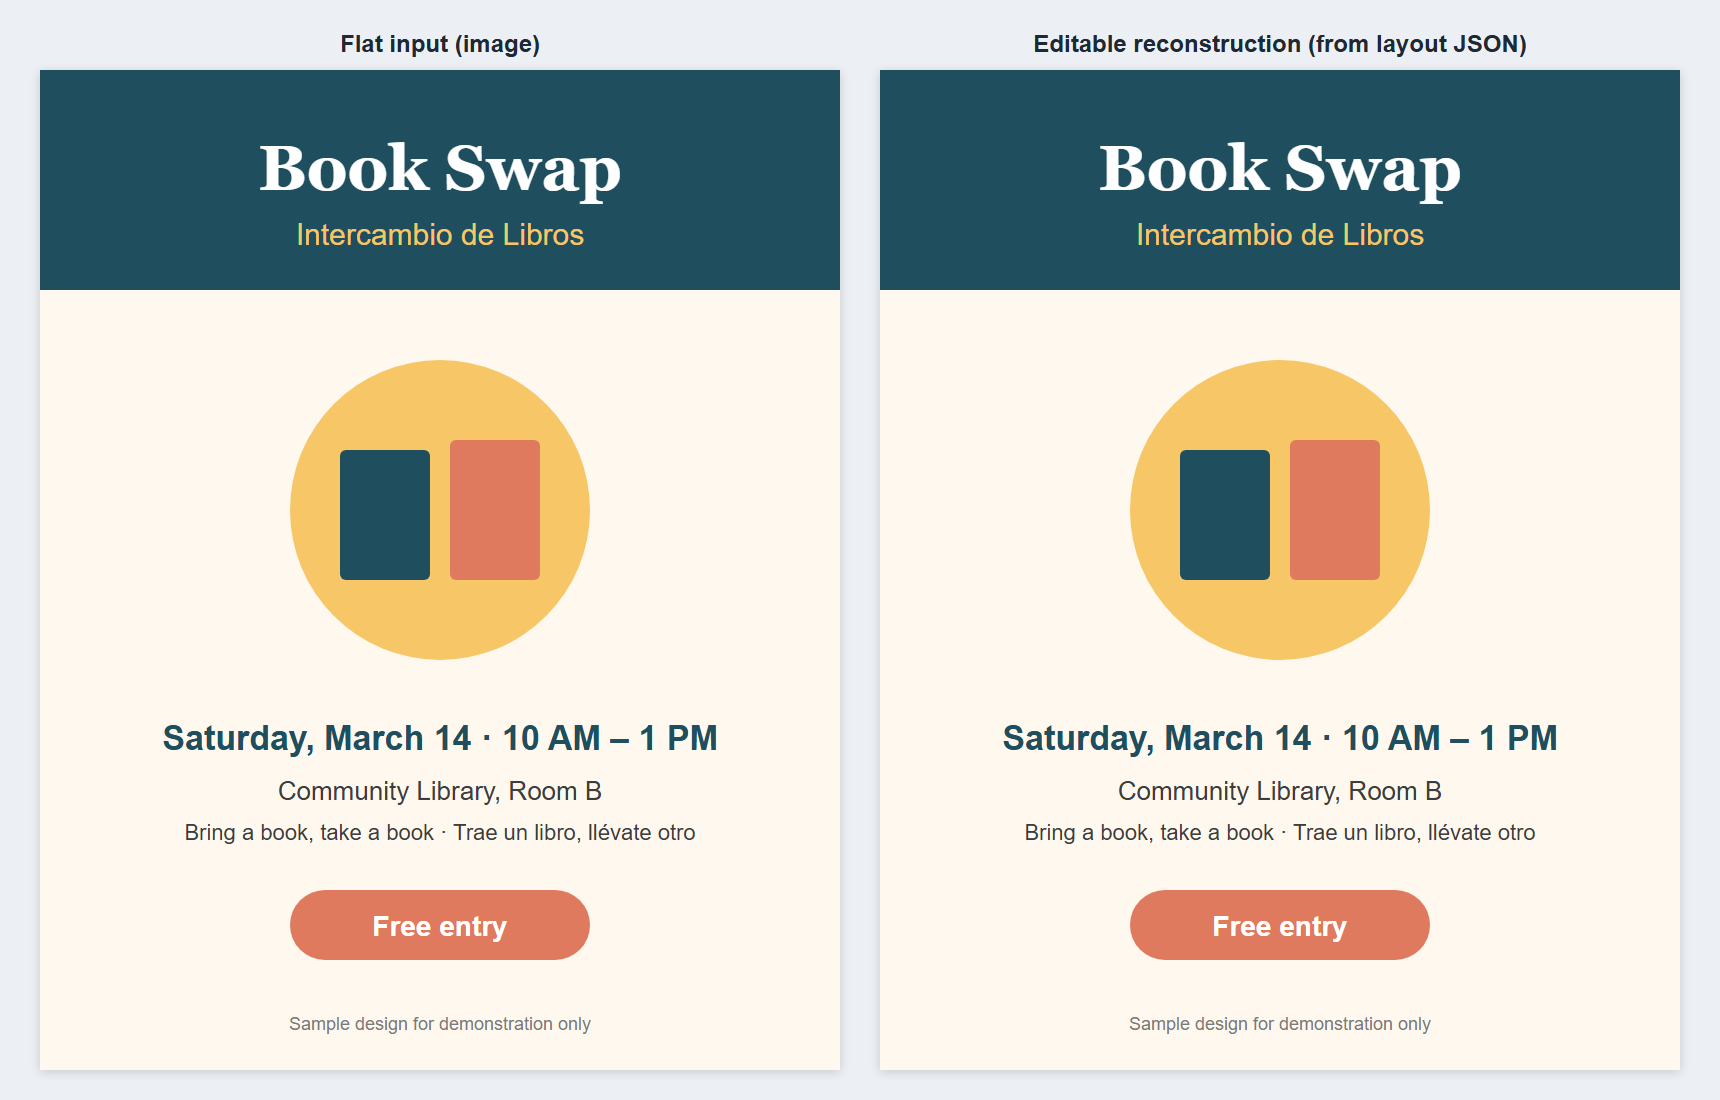 Flat input (image)
Book Swap
Intercambio de Libros
Saturday, March 14 · 10 AM – 1 PM
Community Library, Room B
Bring a book, take a book · Trae un libro, llévate otro
Free entry
Sample design for demonstration only
Editable reconstruction (from layout JSON)
Book Swap
Intercambio de Libros
Saturday, March 14 · 10 AM – 1 PM
Community Library, Room B
Bring a book, take a book · Trae un libro, llévate otro
Free entry
Sample design for demonstration only